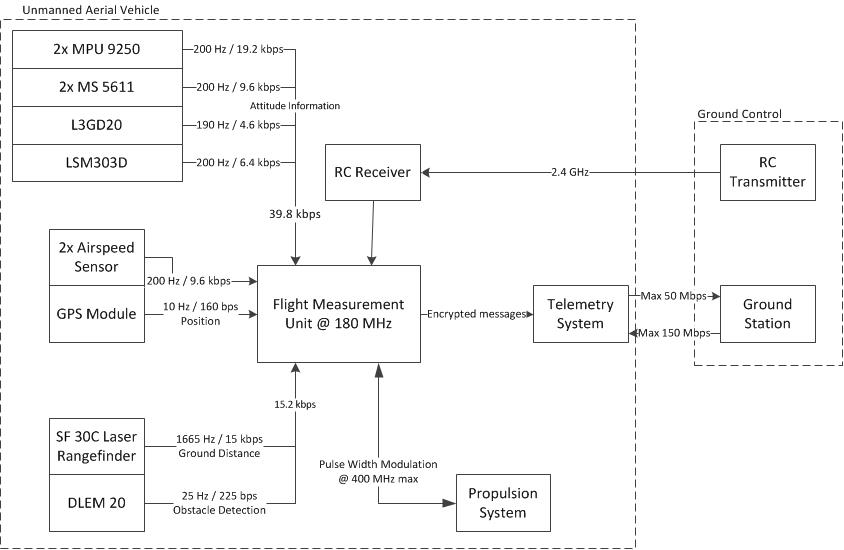 Unmanned Aerial Vehicle
2x MPU 9250
200 Hz / 19.2 kbps
2x MS 5611
200 Hz / 9.6 kbps
Attitude Information
L3GD20
190 Hz / 4.6 kbps
LSM303D
200 Hz / 6.4 kbps
39.8 kbps
RC Receiver
2.4 GHz
Ground Control
RC
Transmitter
2x Airspeed
Sensor
200 Hz / 9.6 kbps
GPS Module
10 Hz / 160 bps
Position
Flight Measurement
Unit @ 180 MHz
Encrypted messages
Telemetry
System
Max 50 Mbps
Max 150 Mbps
Ground
Station
15.2 kbps
SF 30C Laser
Rangefinder
1665 Hz / 15 kbps
Ground Distance
DLEM 20
25 Hz / 225 bps
Obstacle Detection
Pulse Width Modulation
@ 400 MHz max
Propulsion
System